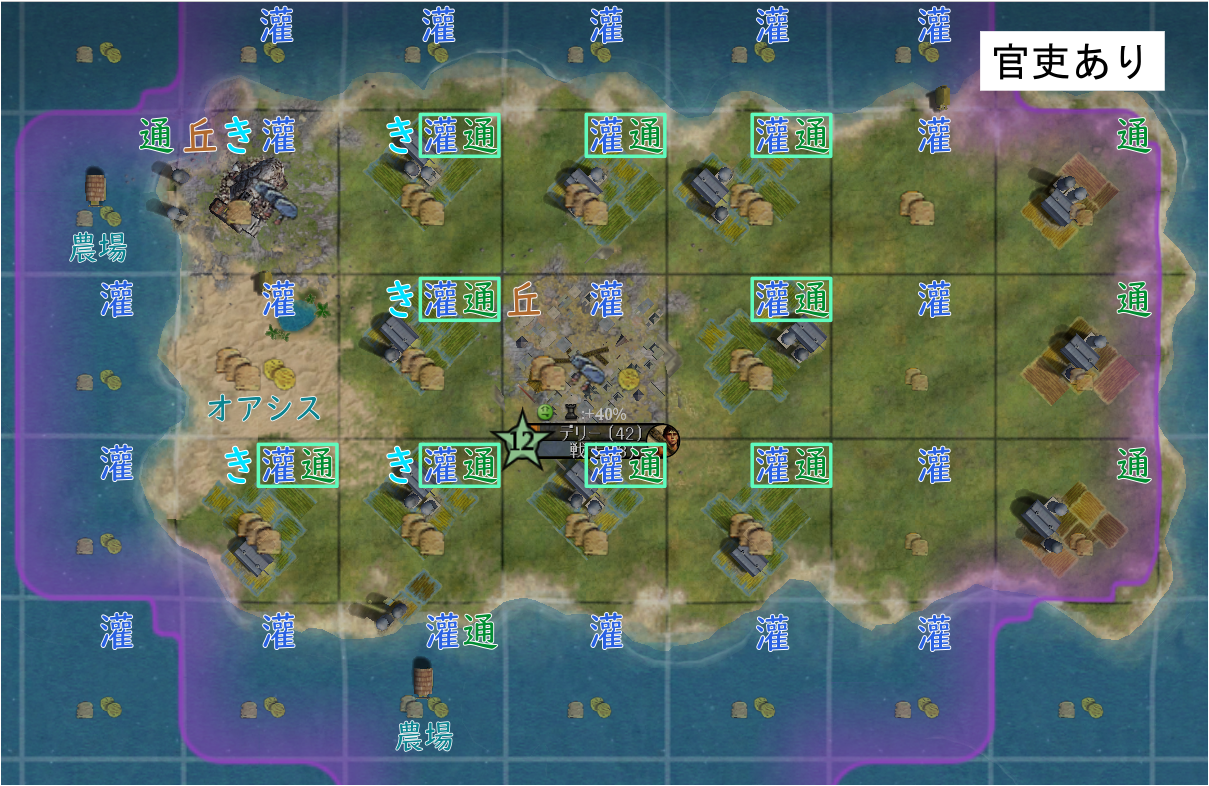 灌 灌 灌 灌 灌
官吏あり
通 丘 き 灌 き 灌 通 灌 通 灌 通 灌 通
農場
灌 灌 き 灌 通 丘 灌 灌 通 灌 通
オアシス
:+40%
12 デリー (42)
灌 き 灌 通 き 灌 通 灌 通 灌 通 灌 通
灌 灌 灌 通 灌 灌 灌
農場